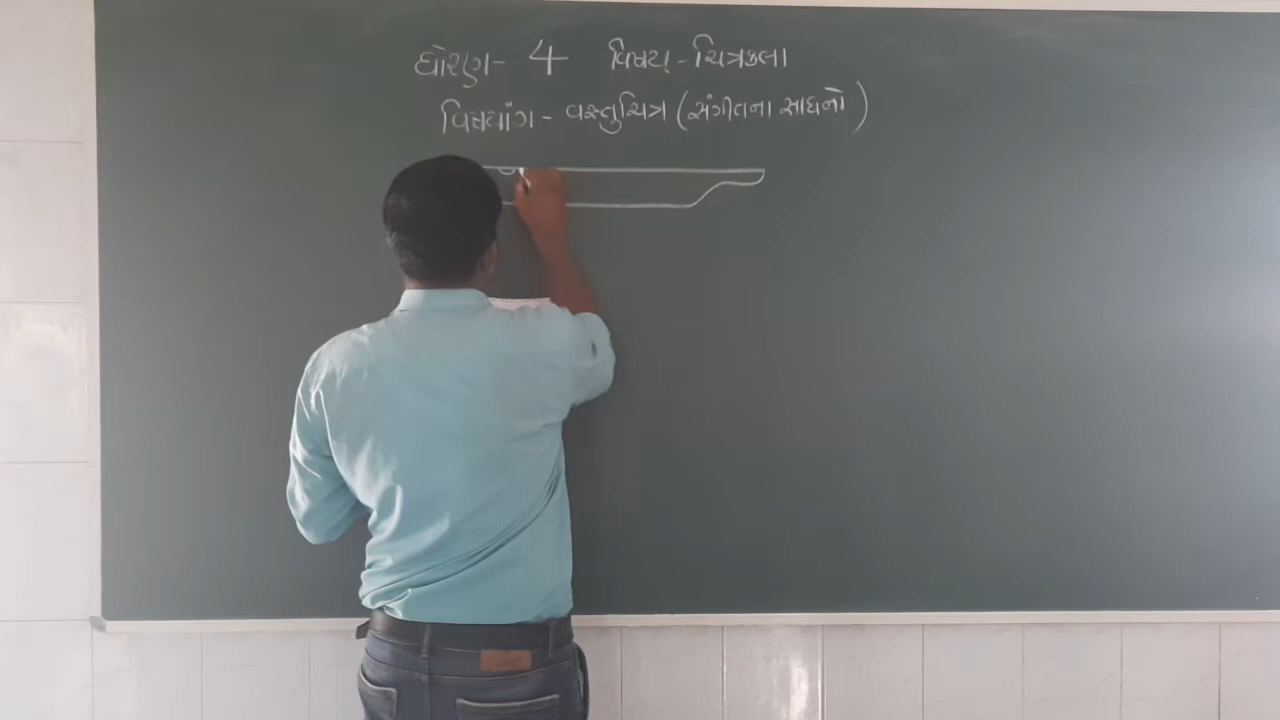 ધોરણ - 4 વિષય - ચિત્રકલા
વિષયાંગ - વસ્તુચિત્ર (સંગીતના સાધનો)